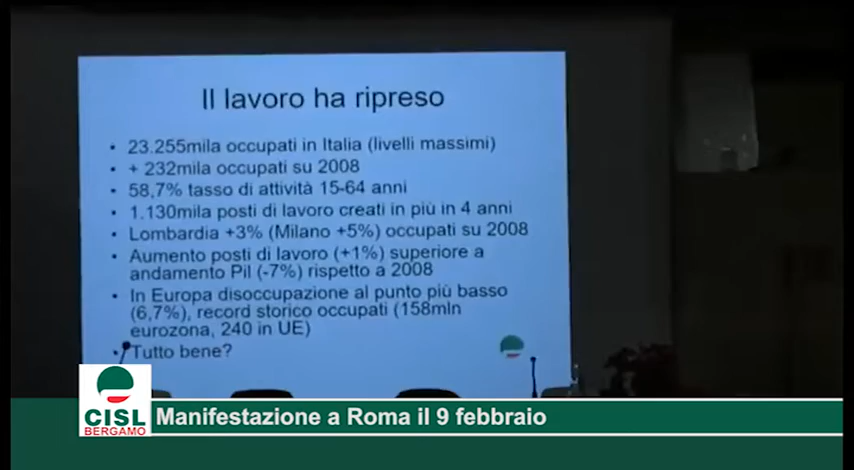 Il lavoro ha ripreso
• 23.255mila occupati in Italia (livelli massimi)
• + 232mila occupati su 2008
• 58,7% tasso di attività 15-64 anni
• 1.130mila posti di lavoro creati in più in 4 anni
• Lombardia +3% (Milano +5%) occupati su 2008
• Aumento posti di lavoro (+1%) superiore a
andamento Pil (-7%) rispetto a 2008
• In Europa disoccupazione al punto più basso
(6,7%), record storico occupati (158mln
eurozona, 240 in UE)
• Tutto bene?
CISL
BERGAMO
Manifestazione a Roma il 9 febbraio